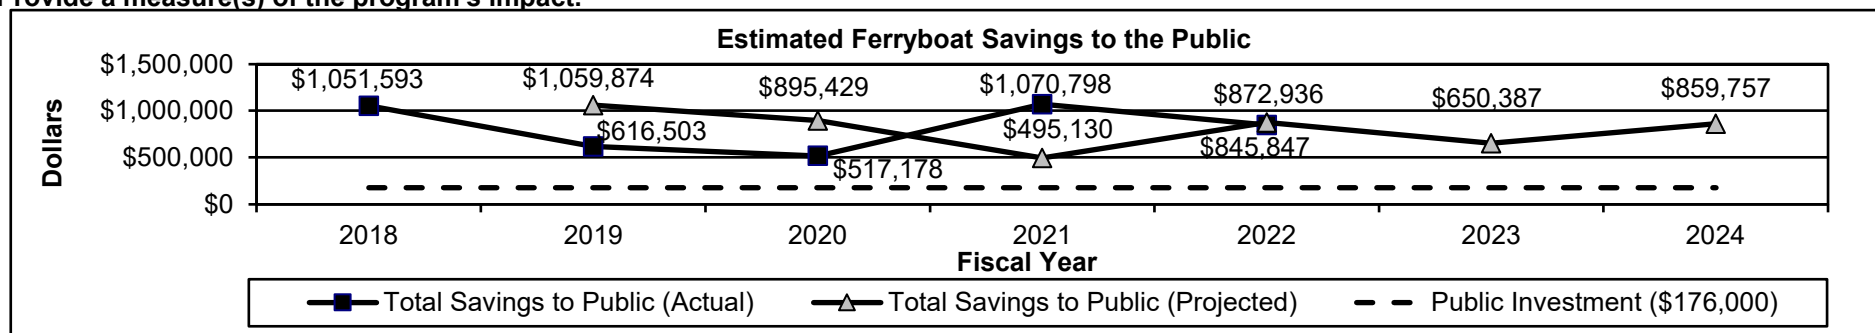 Provide a measure(s) of the program's impact.
Estimated Ferryboat Savings to the Public
$1,500,000
$1,000,000
$500,000
$0
Dollars
$1,051,593
$1,059,874
$895,429
$1,070,798
$872,936
$650,387
$859,757
$616,503
$517,178
$495,130
$845,847
2018 2019 2020 2021 2022 2023 2024
Fiscal Year
Total Savings to Public (Actual) Total Savings to Public (Projected) Public Investment ($176,000)